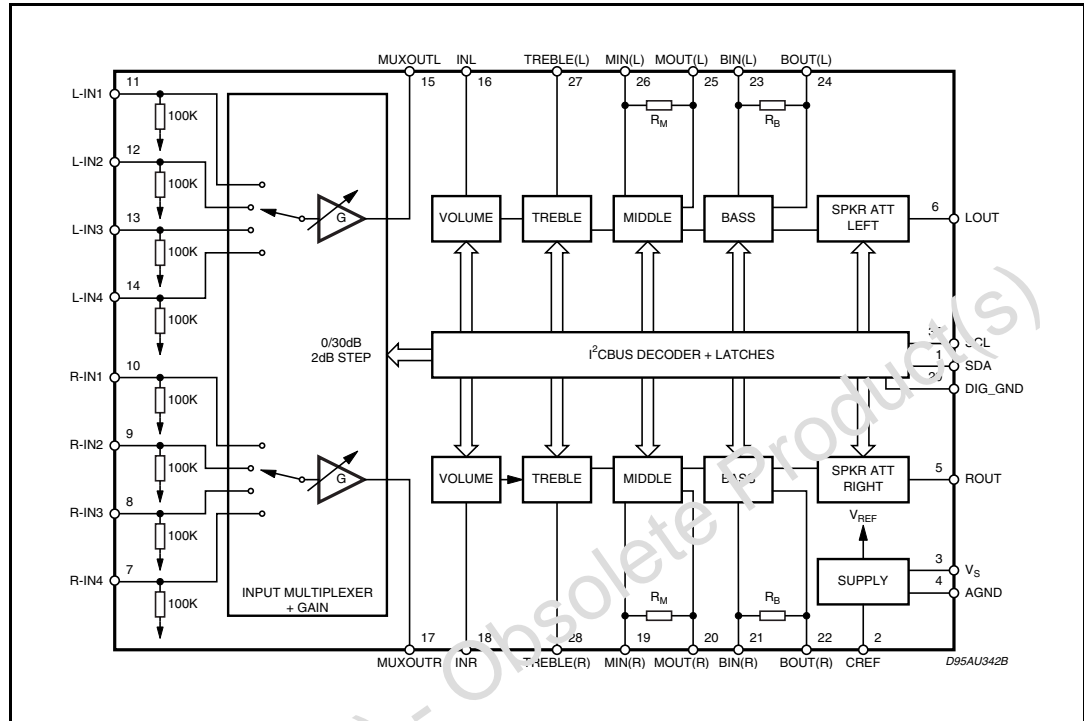 MUXOUTL INL TREBLE(L) MIN(L) MOUT(L) BIN(L) BOUT(L)
15 16 27 26 25 23 24
11
L-IN1
100K
12
L-IN2
100K
13
L-IN3
100K
14
L-IN4
100K
G
RM
RB
VOLUME
TREBLE
MIDDLE
BASS
SPKR ATT
LEFT
6
LOUT
0/30dB
2dB STEP
I²CBUS DECODER + LATCHES
SCL
1
SDA
DIG_GND
10
R-IN1
100K
9
R-IN2
100K
8
R-IN3
100K
7
R-IN4
100K
G
INPUT MULTIPLEXER
+ GAIN
VOLUME
TREBLE
MIDDLE
BASS
SPKR ATT
RIGHT
5
ROUT
VREF
SUPPLY
3
VS
4
AGND
RM
RB
17 18 28 19 20 21 22 2
MUXOUTR INR TREBLE(R) MIN(R) MOUT(R) BIN(R) BOUT(R) CREF
D95AU342B
) - Obsolete Product(s)